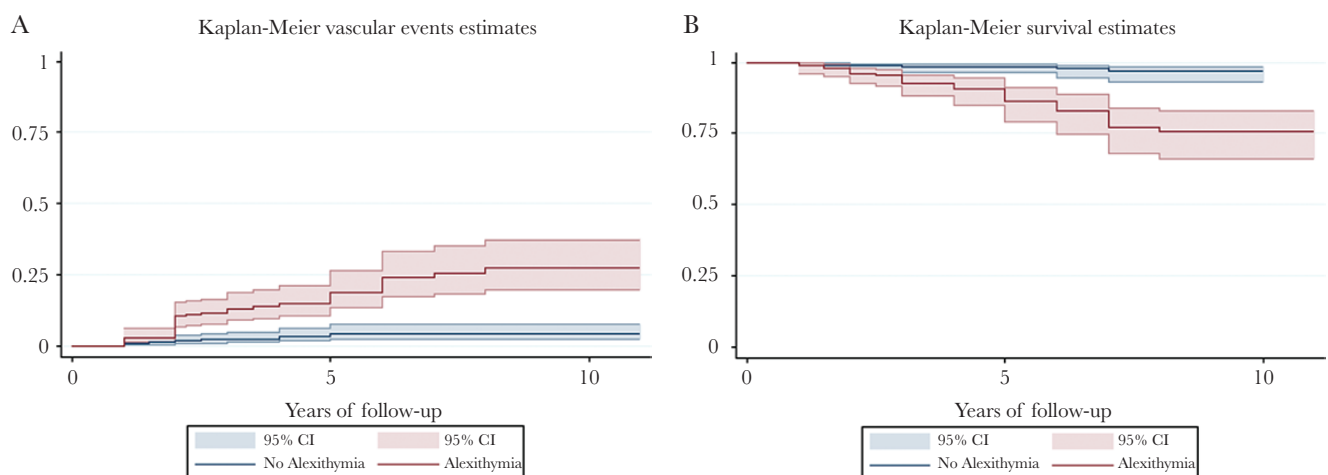 A
Kaplan-Meier vascular events estimates
1
0.75
0.5
0.25
0
0
5
10
Years of follow-up
95% CI
95% CI
No Alexithymia
Alexithymia
B
Kaplan-Meier survival estimates
1
0.75
0.5
0.25
0
0
5
10
Years of follow-up
95% CI
95% CI
No Alexithymia
Alexithymia